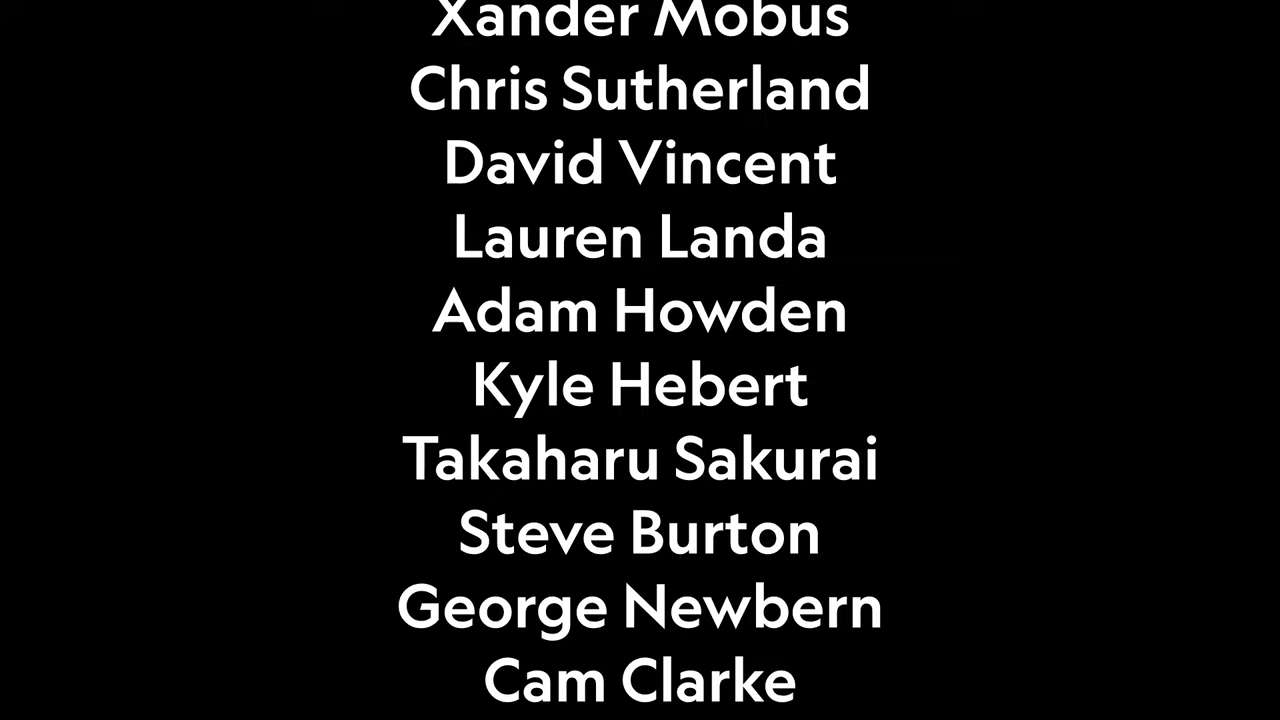 Xander Mobus
Chris Sutherland
David Vincent
Lauren Landa
Adam Howden
Kyle Hebert
Takaharu Sakurai
Steve Burton
George Newbern
Cam Clarke